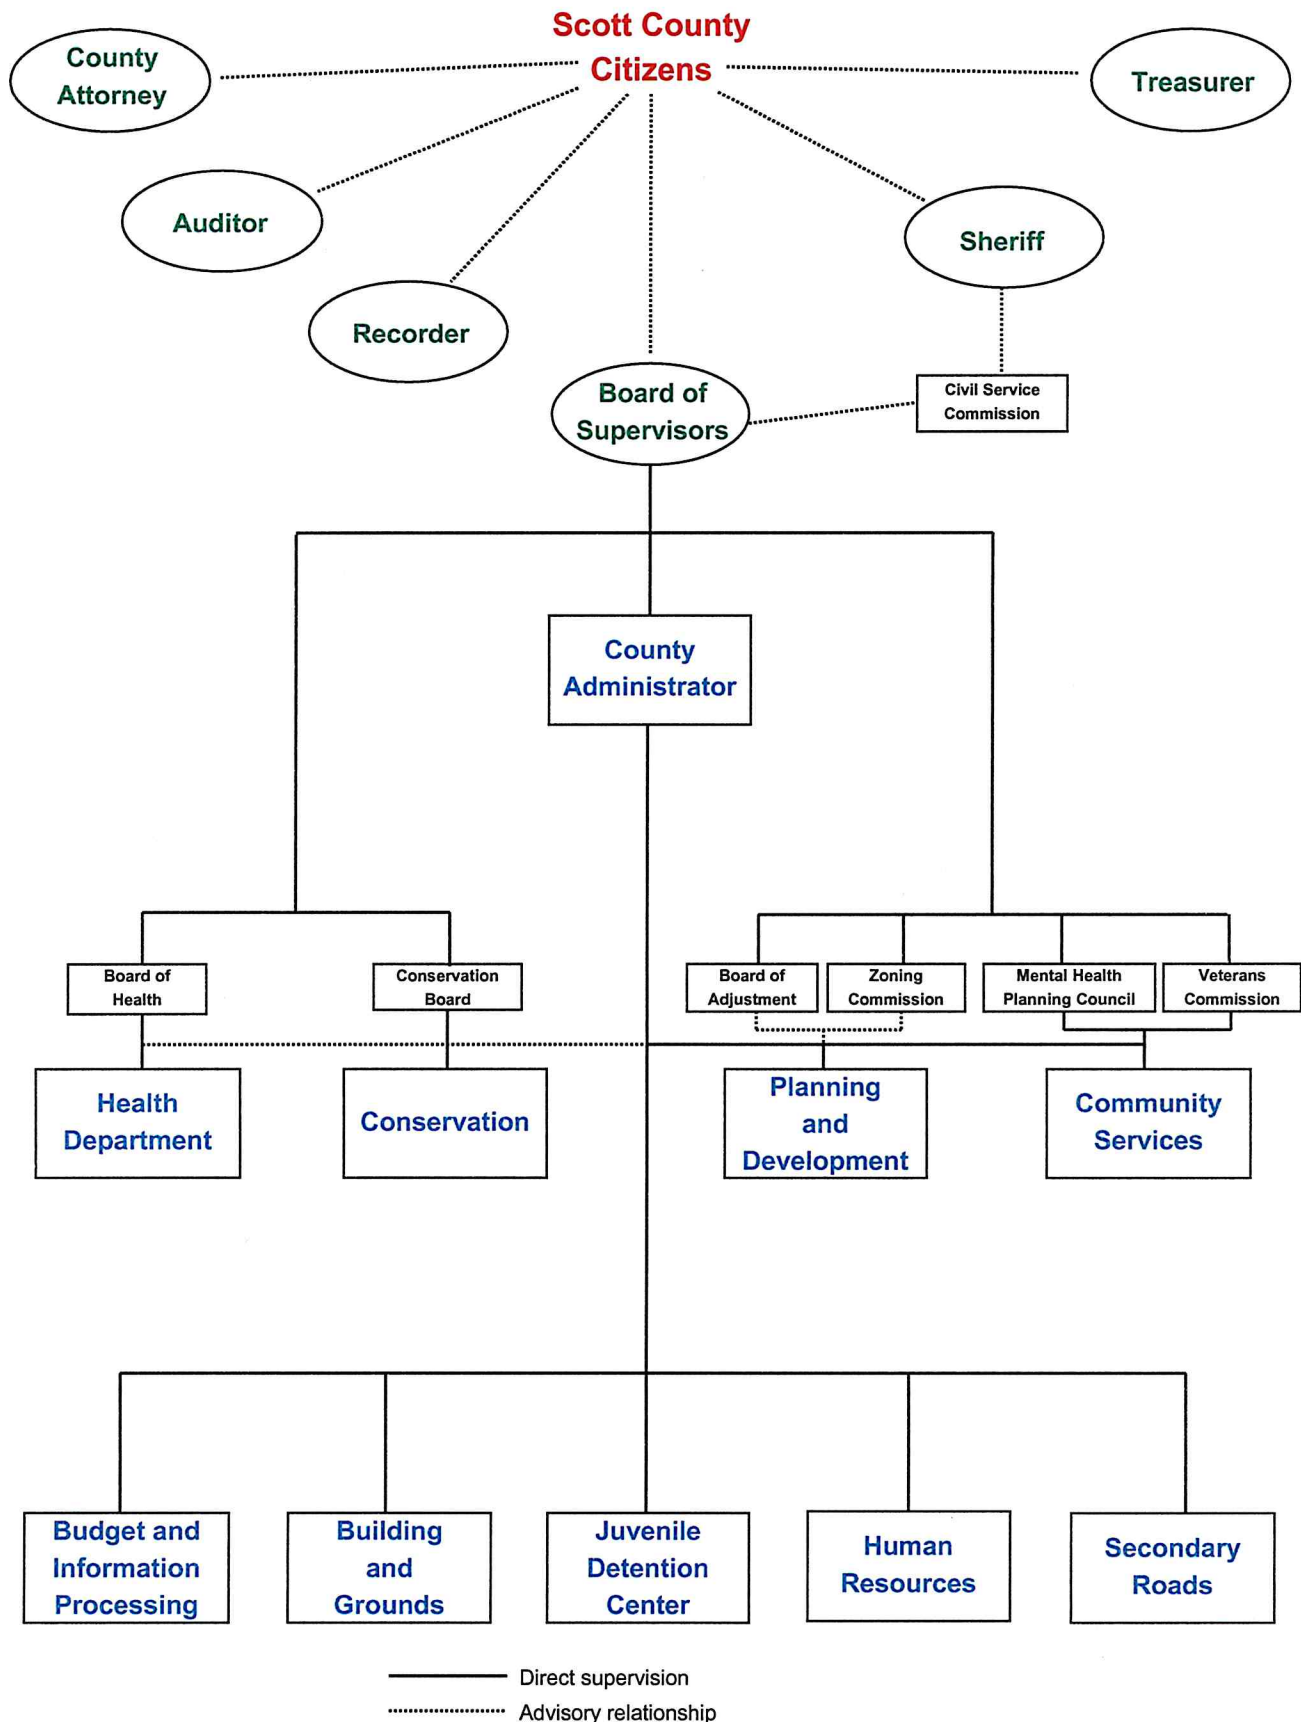 Scott County
Citizens
County
Attorney
Treasurer
Auditor
Sheriff
Recorder
Board of
Supervisors
Civil Service
Commission
County
Administrator
Board of
Health
Conservation
Board
Board of
Adjustment
Zoning
Commission
Mental Health
Planning Council
Veterans
Commission
Health
Department
Conservation
Planning
and
Development
Community
Services
Budget and
Information
Processing
Building
and
Grounds
Juvenile
Detention
Center
Human
Resources
Secondary
Roads
Direct supervision
Advisory relationship